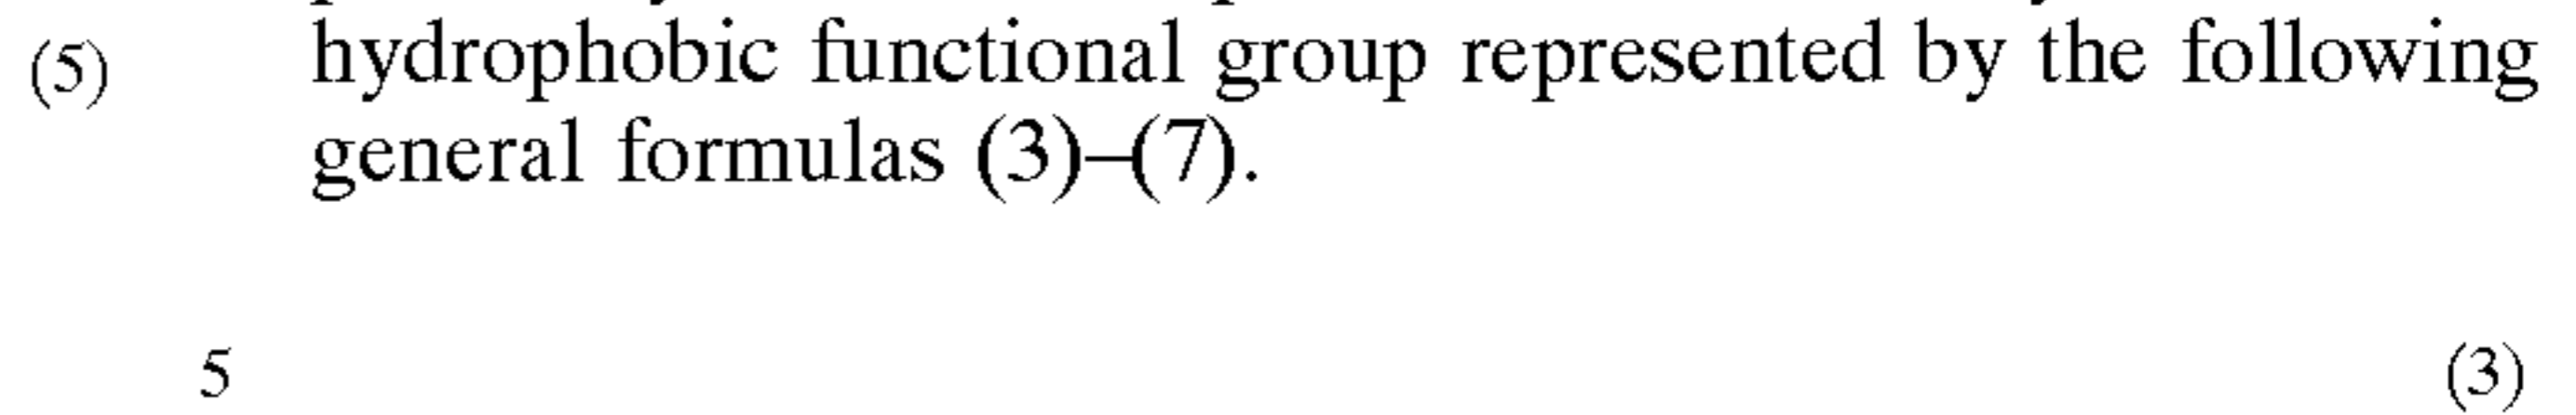 (5) hydrophobic functional group represented by the following
general formulas (3)–(7).
5 (3)